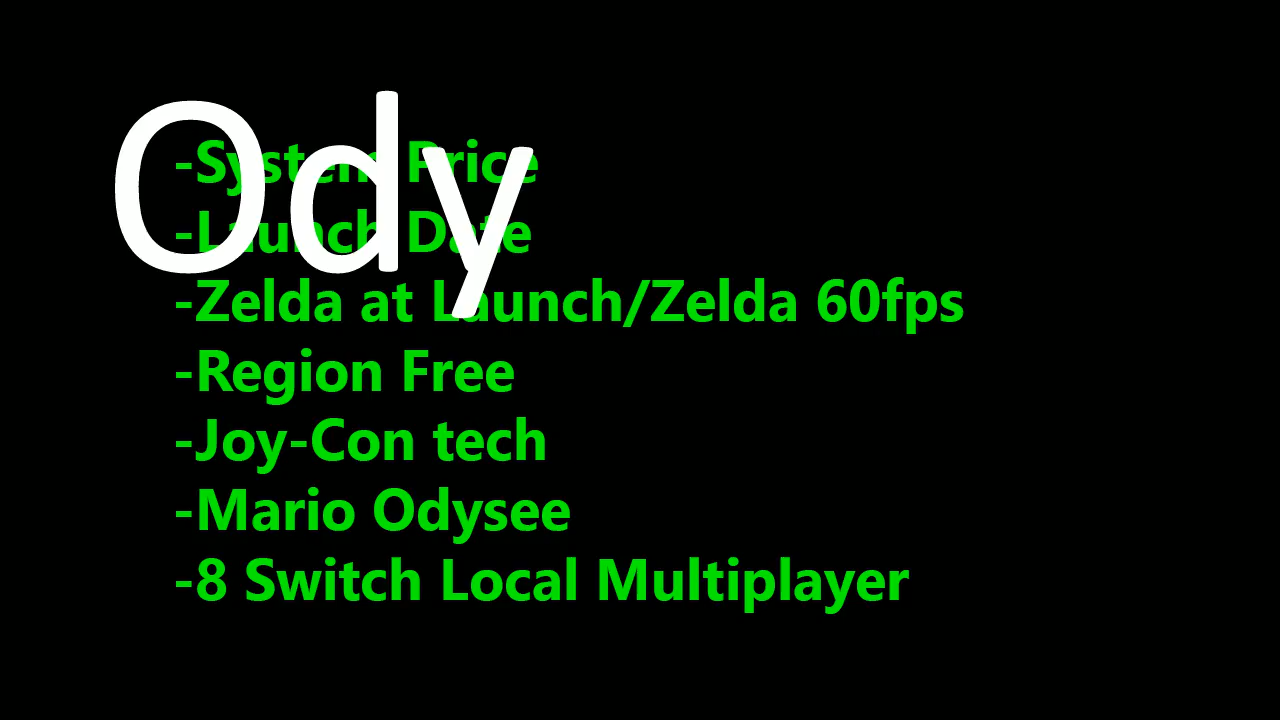 Ody
-System Price
-Launch Date
-Zelda at Launch/Zelda 60fps
-Region Free
-Joy-Con tech
-Mario Odysee
-8 Switch Local Multiplayer